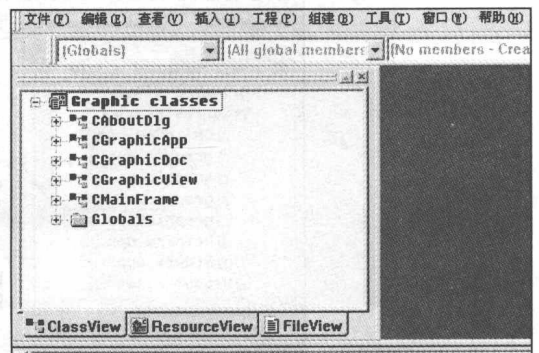 文件(F) 编辑(E) 查看(V) 插入(I) 工程(P) 组建(B) 工具(T) 窗口(W) 帮助(H)
(Globals) (All global members (No members - Crea
Graphic classes
CAboutDlg
CGraphicApp
CGraphicDoc
CGraphicView
CMainFrame
Globals
ClassView ResourceView FileView